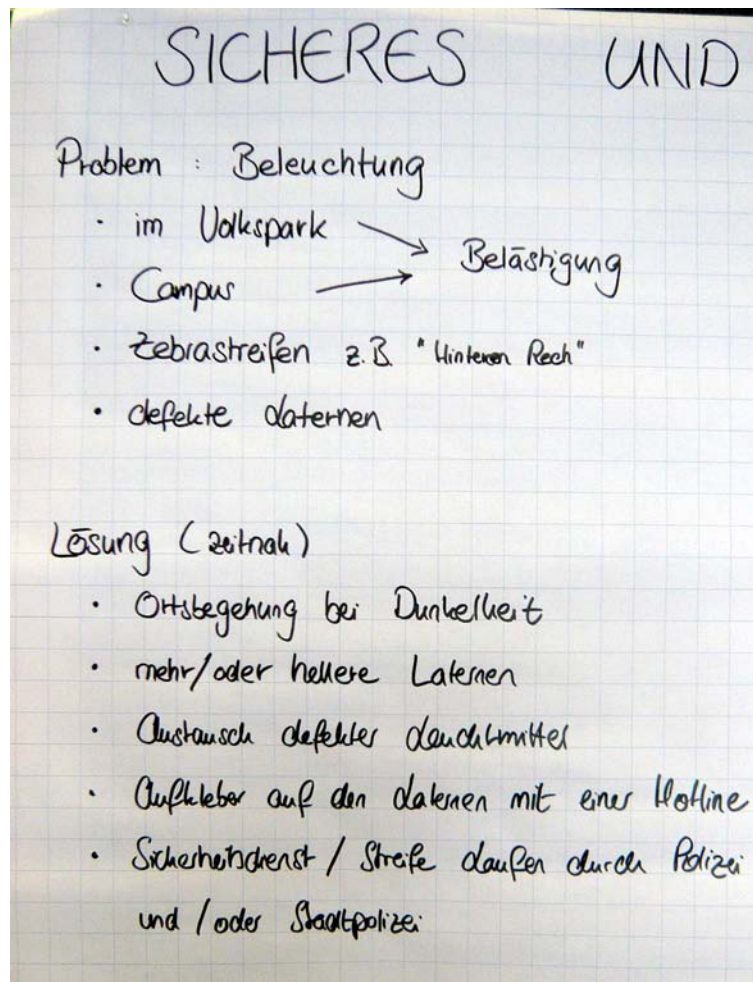 SICHERES UND
Problem : Beleuchtung
· im Volkspark → Belästigung
· Campus →
· Zebrastreifen z.B. "Hinteren Rech"
· defekte Laternen
Lösung (zeitnah)
· Ortsbegehung bei Dunkelheit
· mehr/oder hellere Laternen
· Austausch defekter Leuchtmittel
· Aufkleber auf den Laternen mit einer Hotline
· Sicherheitsdienst / Streife Laufen durch Polizei
und / oder Stadtpolizei